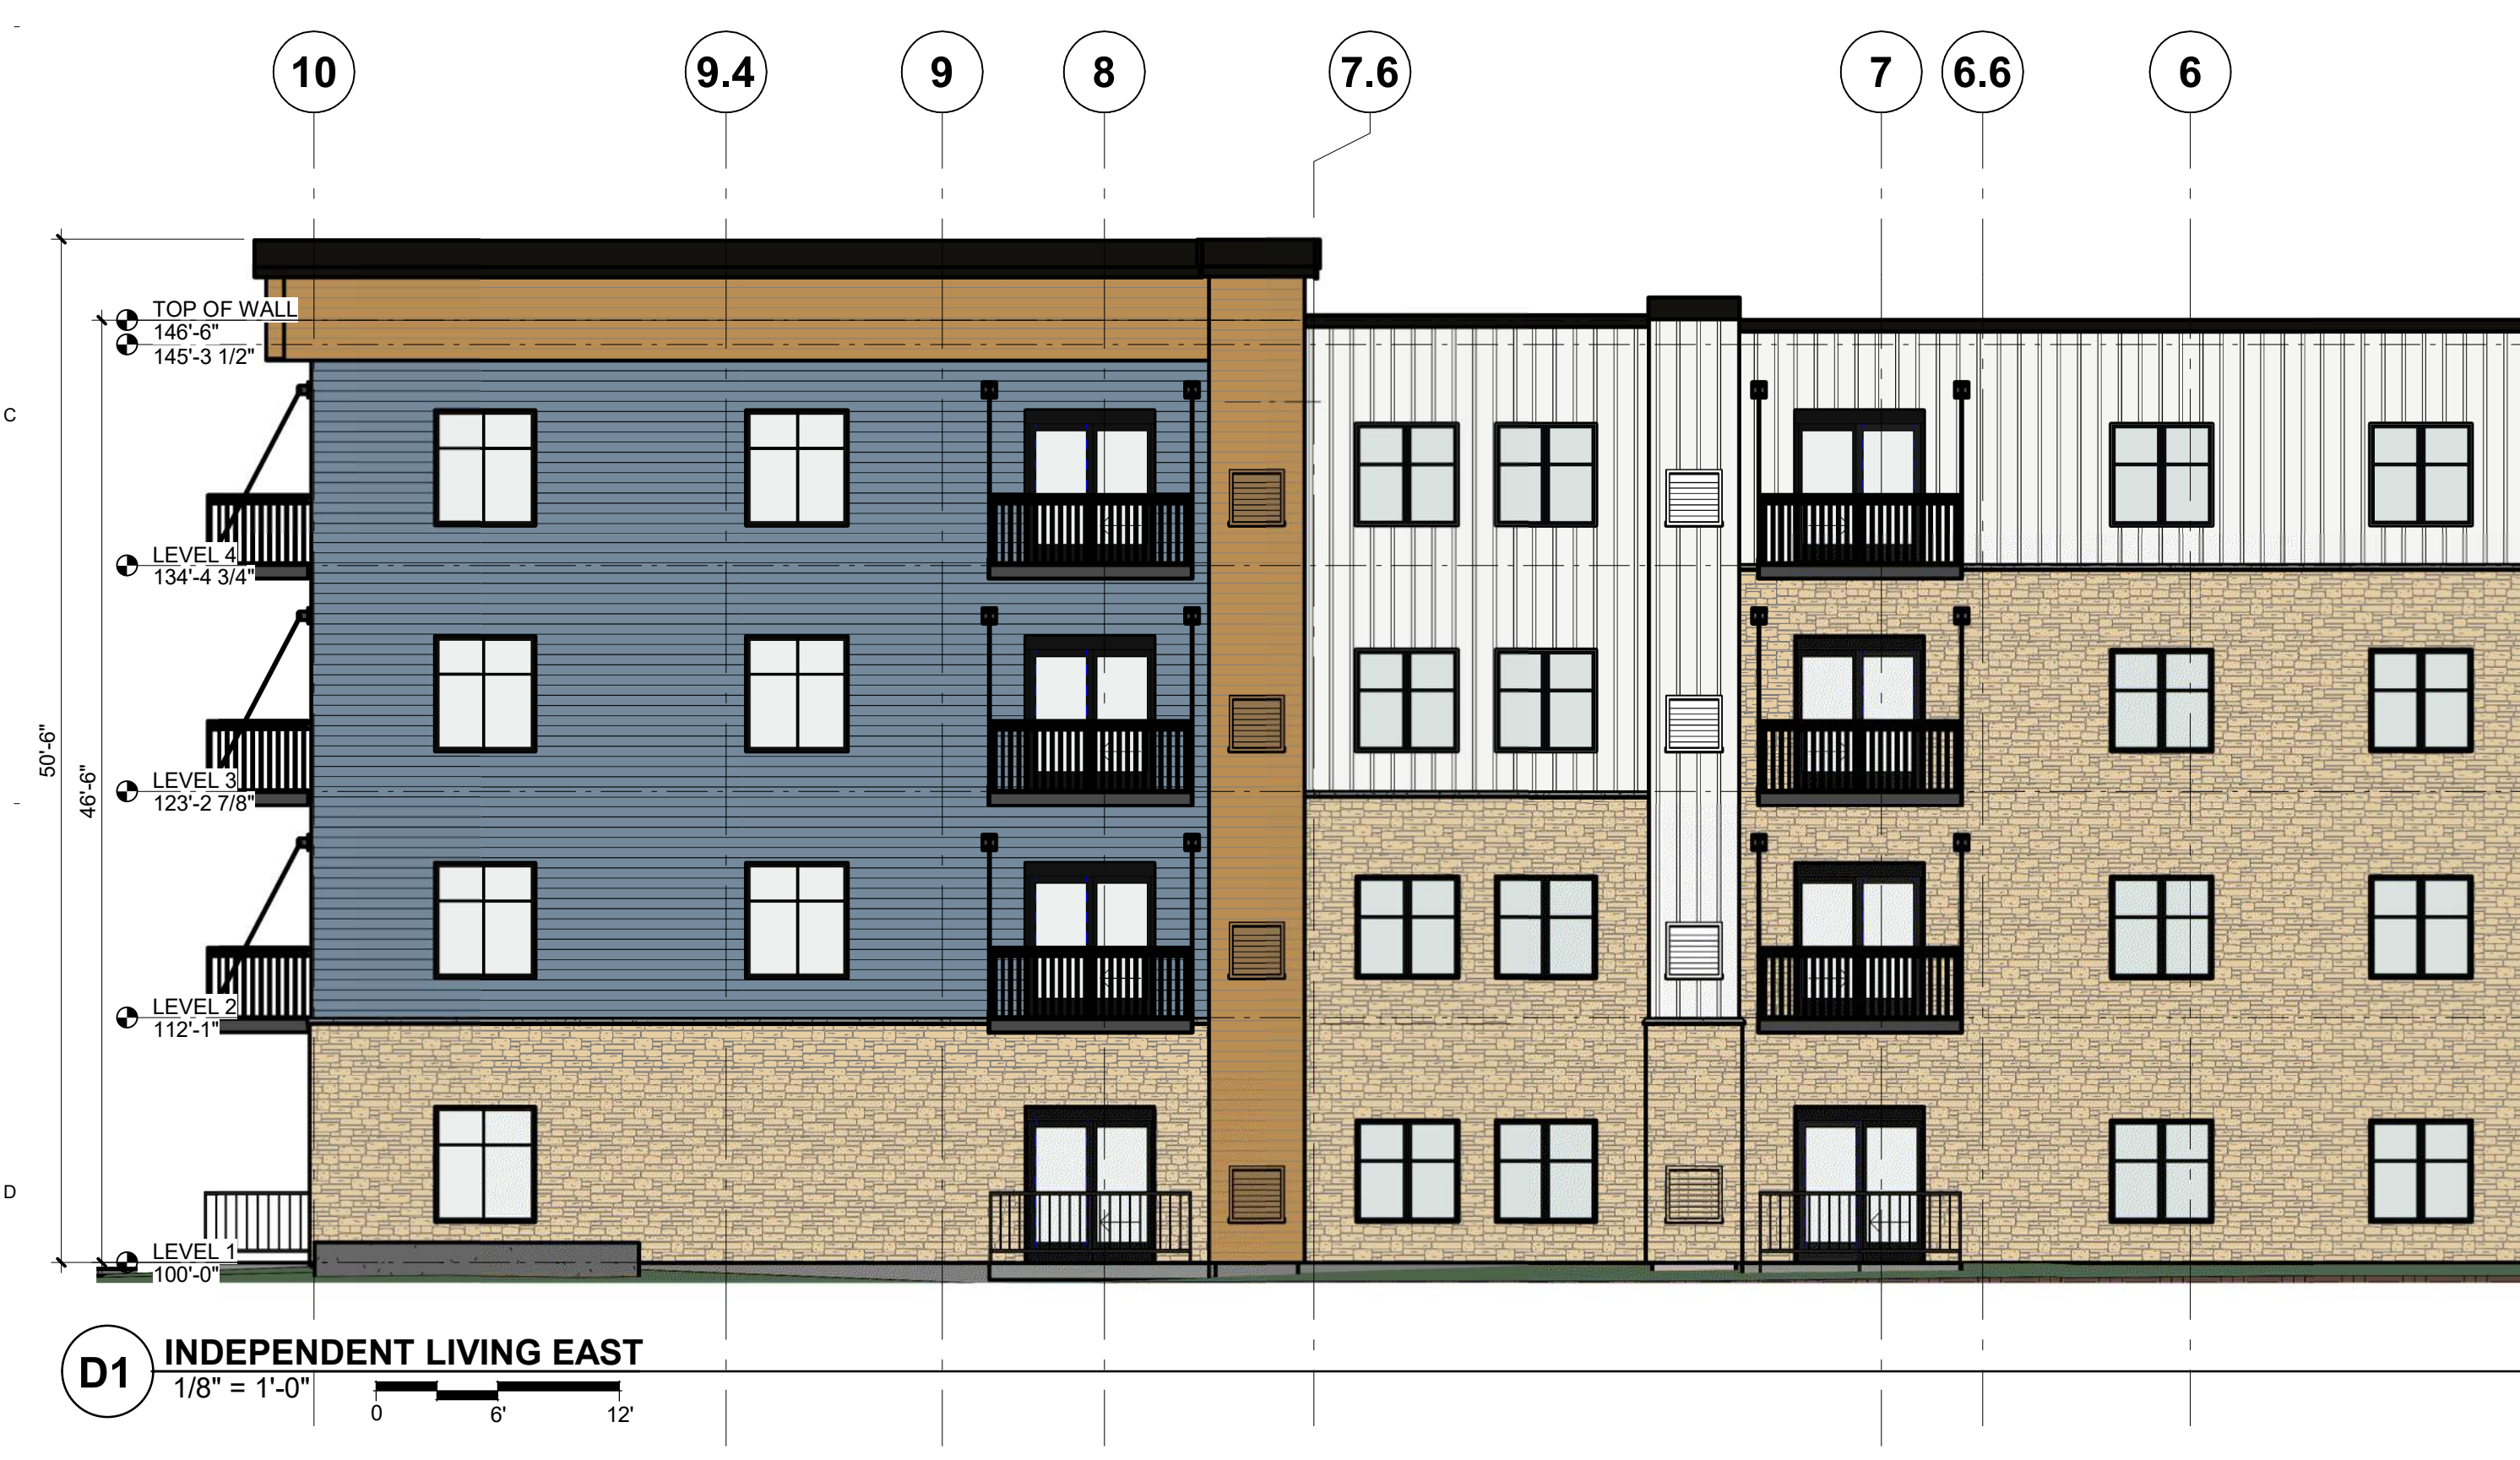 10
9.4
9
8
7.6
7
6.6
6
TOP OF WALL
146'-6"
145'-3 1/2"
C
LEVEL 4
134'-4 3/4"
50'-6"
46'-6"
LEVEL 3
123'-2 7/8"
LEVEL 2
112'-1"
D
LEVEL 1
100'-0"
D1
INDEPENDENT LIVING EAST
1/8" = 1'-0"
0 6' 12'